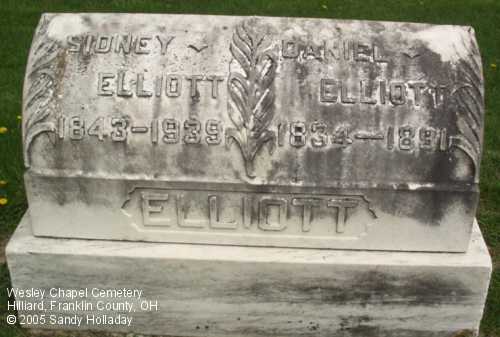 SIDNEY
ELLIOTT
1843-1939
DANIEL
ELLIOTT
1834-1891
ELLIOTT
Wesley Chapel Cemetery
Hilliard, Franklin County, OH
© 2005 Sandy Holladay